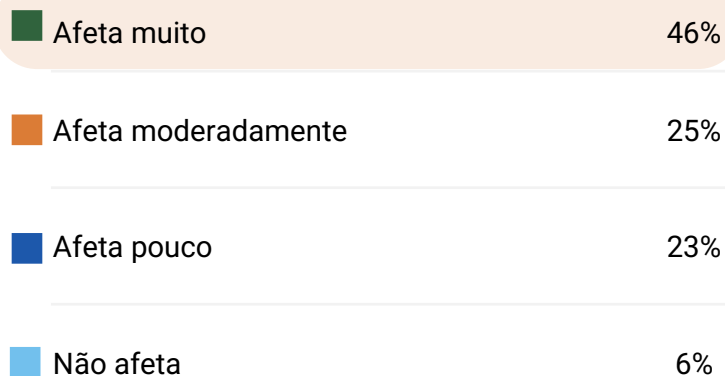 Afeta muito 46%
Afeta moderadamente 25%
Afeta pouco 23%
Não afeta 6%